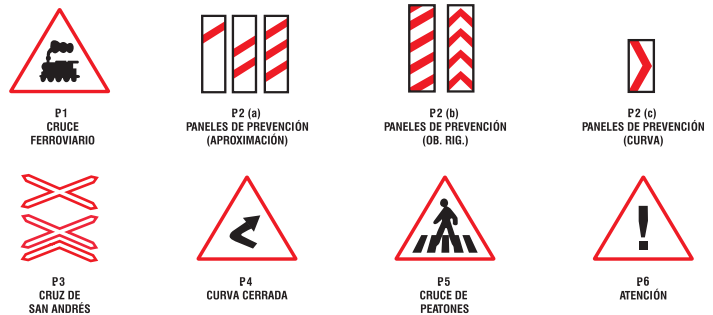 P1
CRUCE
FERROVIARIO
P2 (a)
PANELES DE PREVENCIÓN
(APROXIMACIÓN)
P2 (b)
PANELES DE PREVENCIÓN
(OB. RIG.)
P2 (c)
PANELES DE PREVENCIÓN
(CURVA)
P3
CRUZ DE
SAN ANDRÉS
P4
CURVA CERRADA
P5
CRUCE DE
PEATONES
P6
ATENCIÓN